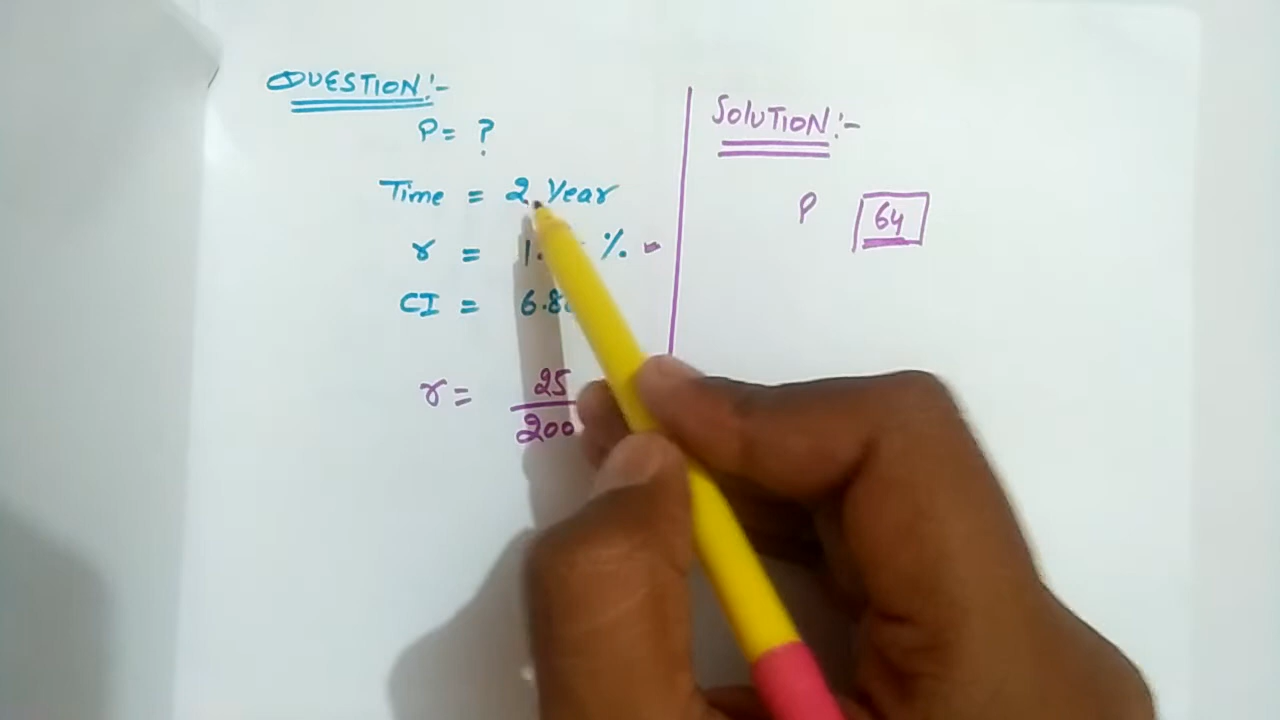 QUESTION:-
P = ?
Time = 2 Year
r = %
CI =
r = 25
200
SOLUTION:-
P 64